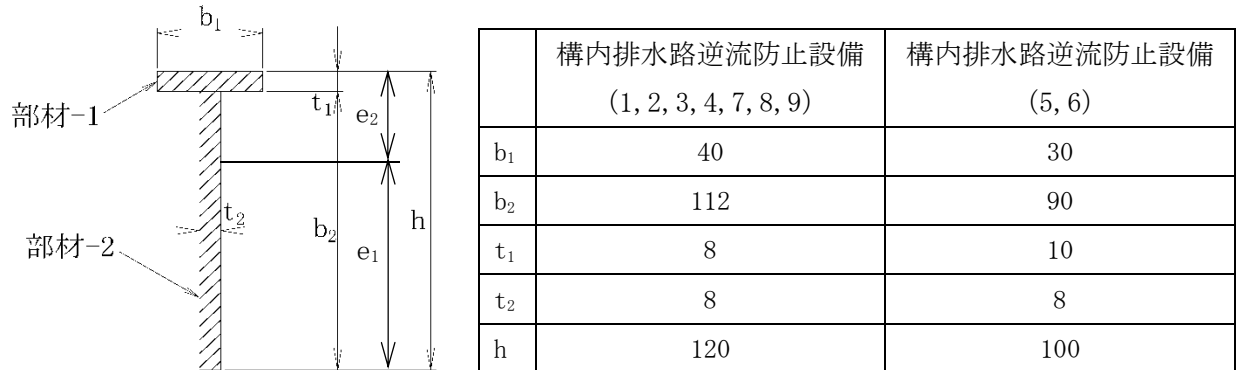 b₁
部材-1
t₁
e₂
t₂
b₂
h
e₁
部材-2
構内排水路逆流防止設備 構内排水路逆流防止設備
(1, 2, 3, 4, 7, 8, 9) (5, 6)
b₁ 40 30
b₂ 112 90
t₁ 8 10
t₂ 8 8
h 120 100